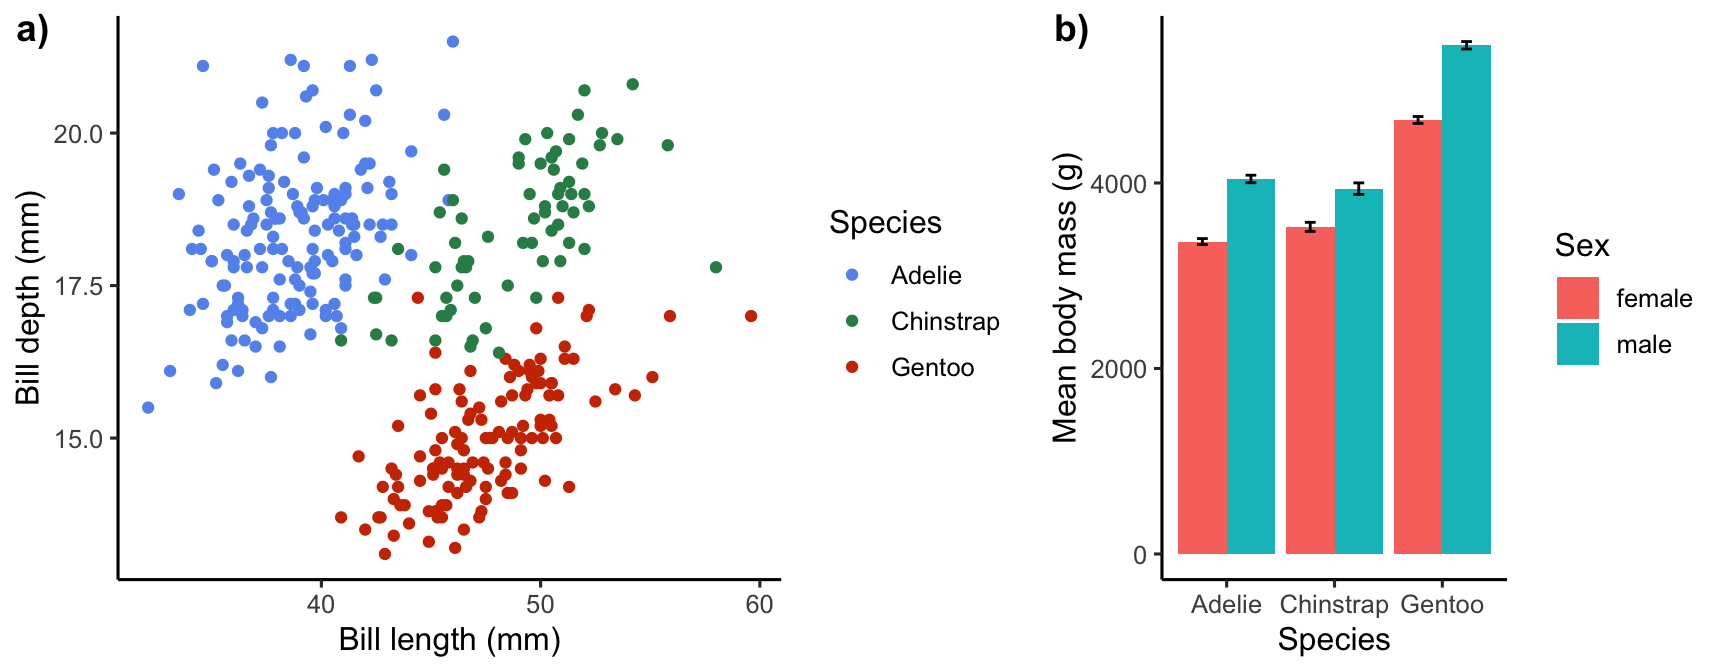 a)
20.0
17.5
15.0
Bill depth (mm)
40 50 60
Bill length (mm)
Species
Adelie
Chinstrap
Gentoo
b)
4000
2000
0
Mean body mass (g)
Adelie Chinstrap Gentoo
Species
Sex
female
male